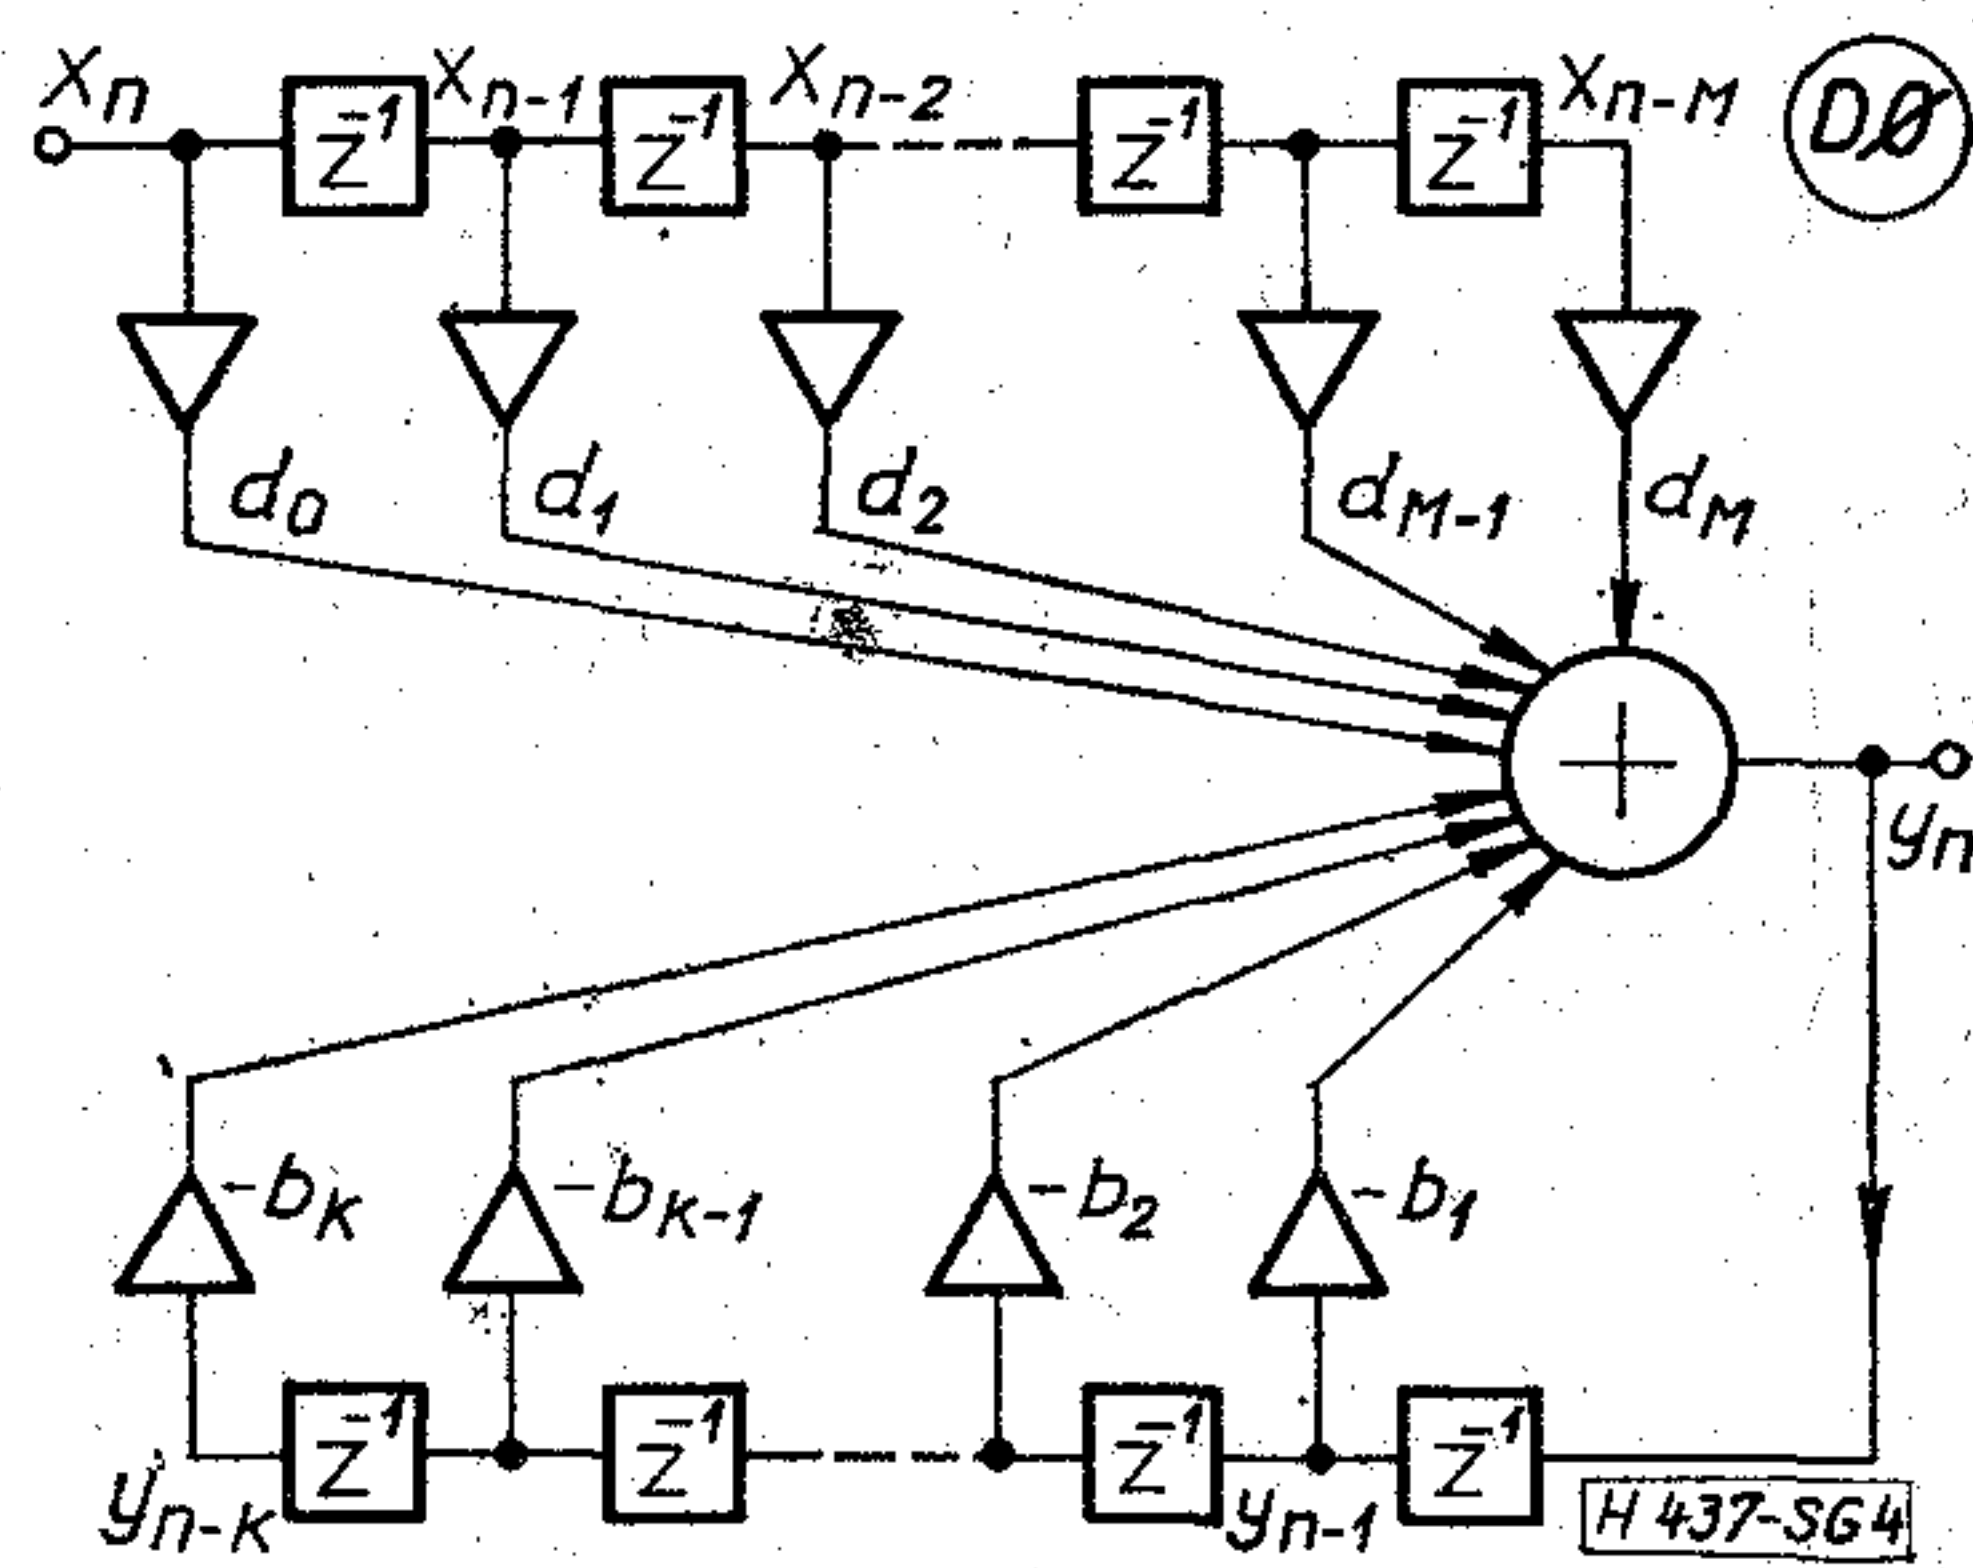 xn xn-1 xn-2 xn-M DØ
z-1 z-1 z-1 z-1
d0 d1 d2 dM-1 dM
+
yn
-bK -bK-1 -b2 -b1
z-1 z-1 z-1 z-1
yn-K yn-1 H 437-SG4